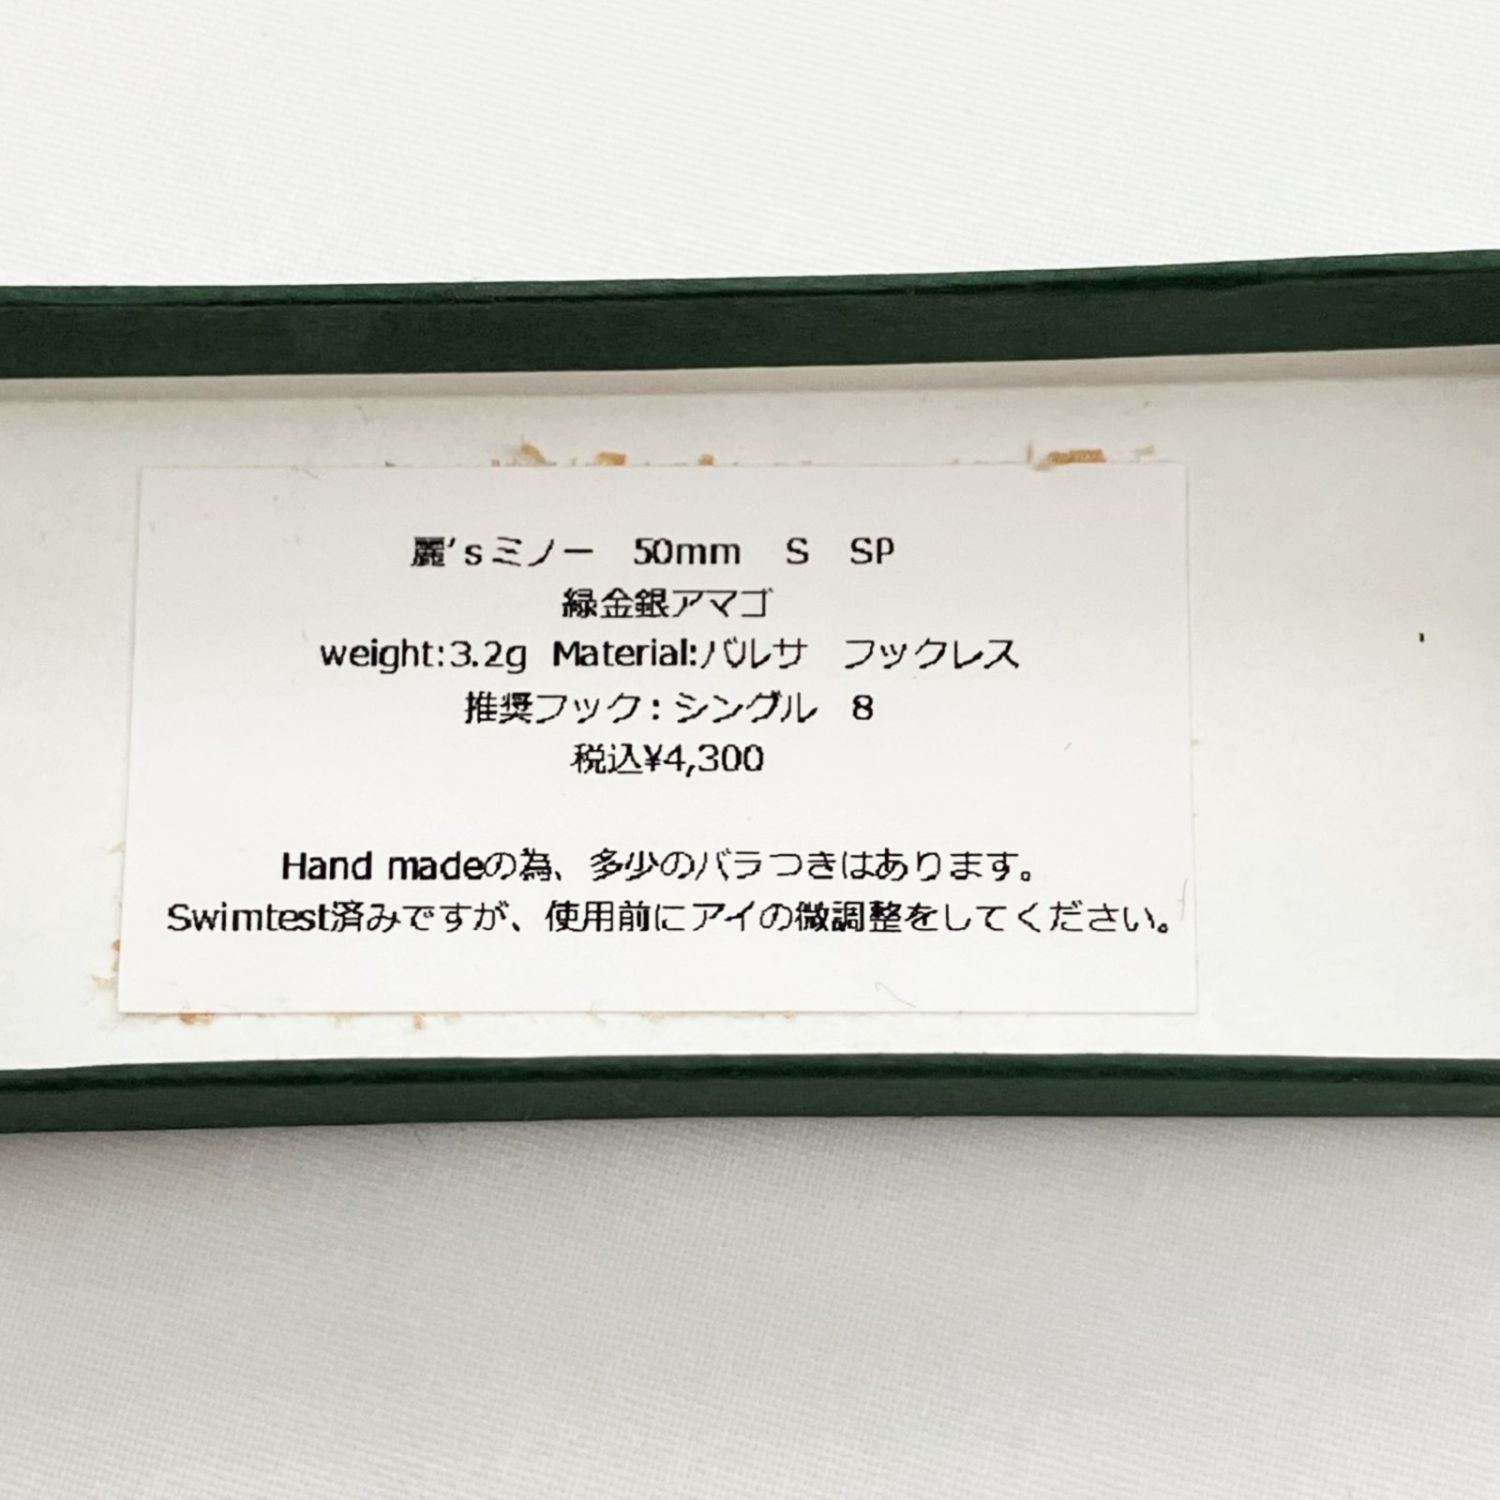 麗'sミノー　50mm　S　SP
緑金銀アマゴ
weight:3.2g  Material:バルサ　フックレス
推奨フック：シングル　8
税込¥4,300
Hand madeの為、多少のバラつきはあります。
Swimtest済みですが、使用前にアイの微調整をしてください。